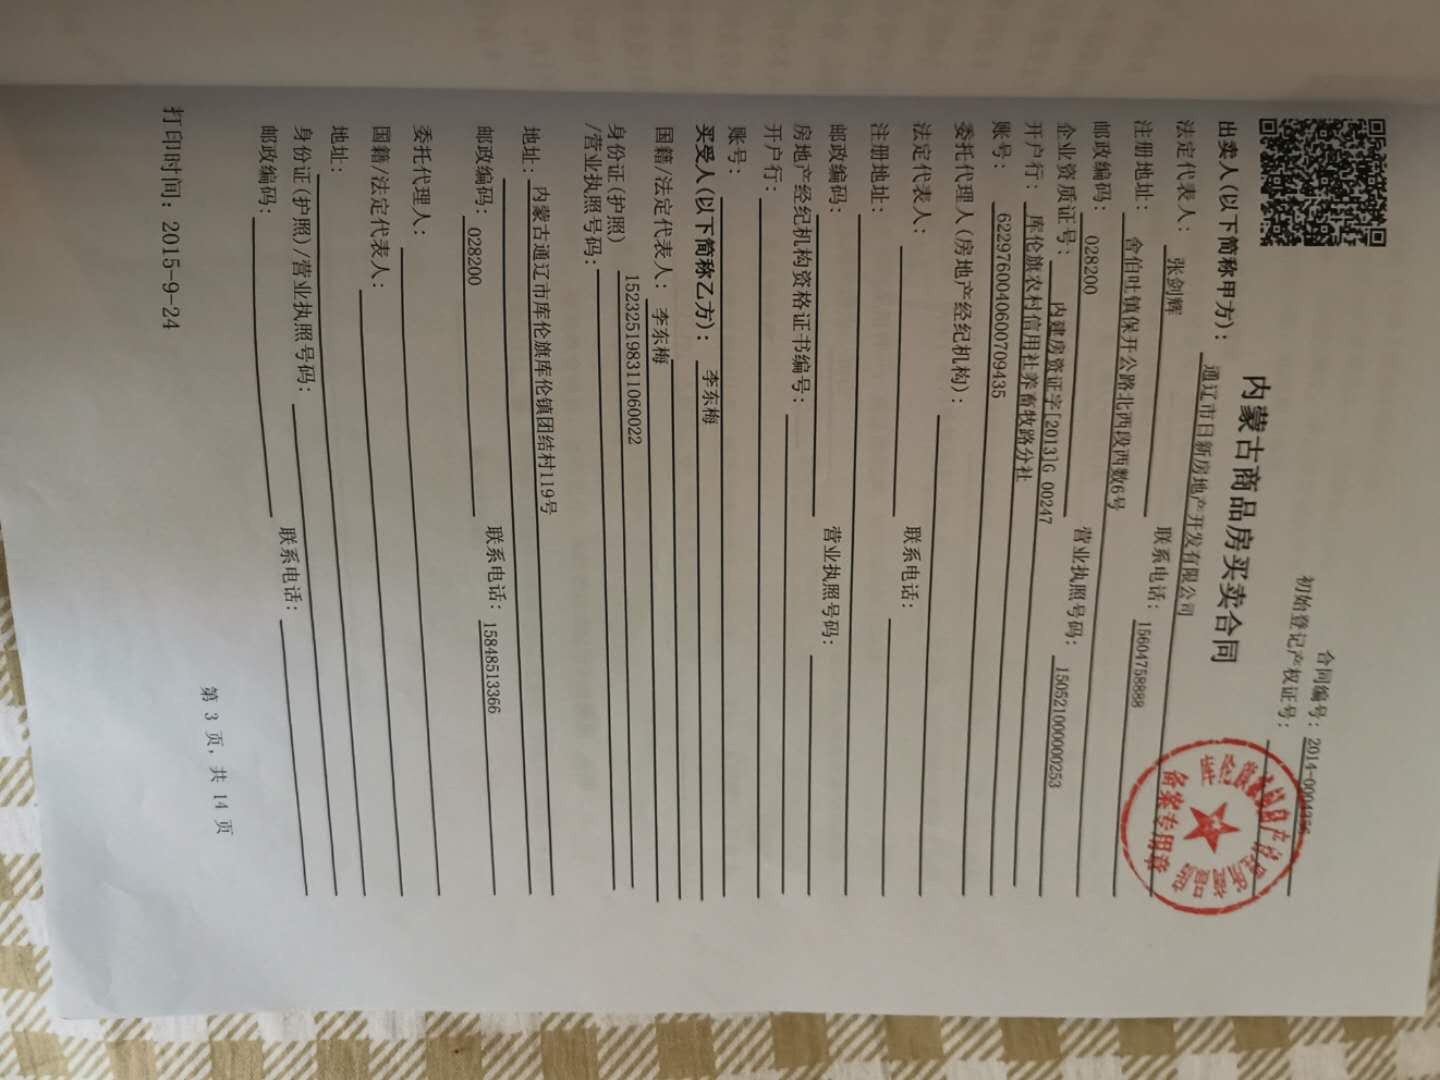 合同编号：2014-0004356
初始登记产权证号：
内蒙古商品房买卖合同
出卖人(以下简称甲方)：通辽市日新房地产开发有限公司
法定代表人：张剑辉 联系电话：15604758888
注册地址：舍伯吐镇保开公路北西段西数6号
邮政编码：028200 营业执照号码：150521000000253
企业资质证号：内建房资证字[2013]G 00247
开户行：库伦旗农村信用社养畜牧路分社
账号：6229760040600709435
委托代理人(房地产经纪机构)：
法定代表人： 联系电话：
注册地址：
邮政编码： 营业执照号码：
房地产经纪机构资格证书编号：
开户行：
账号：
买受人(以下简称乙方)：李东梅
国籍/法定代表人：李东梅
身份证(护照)
/营业执照号码：152325198311060022
地址：内蒙古通辽市库伦旗库伦镇团结村119号
邮政编码：028200 联系电话：15848513366
委托代理人：
国籍/法定代表人：
地址：
身份证(护照)/营业执照号码：
邮政编码： 联系电话：
第 3 页, 共 14 页
打印时间：2015-9-24
备案专用章